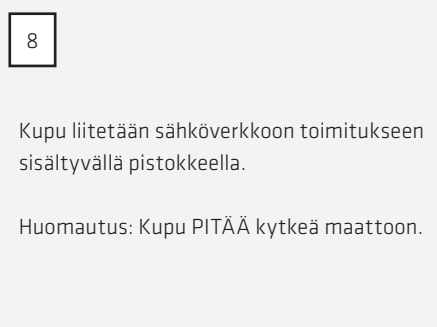 8
Kupu liitetään sähköverkkoon toimitukseen
sisältyvällä pistokkeella.
Huomautus: Kupu PITÄÄ kytkeä maattoon.